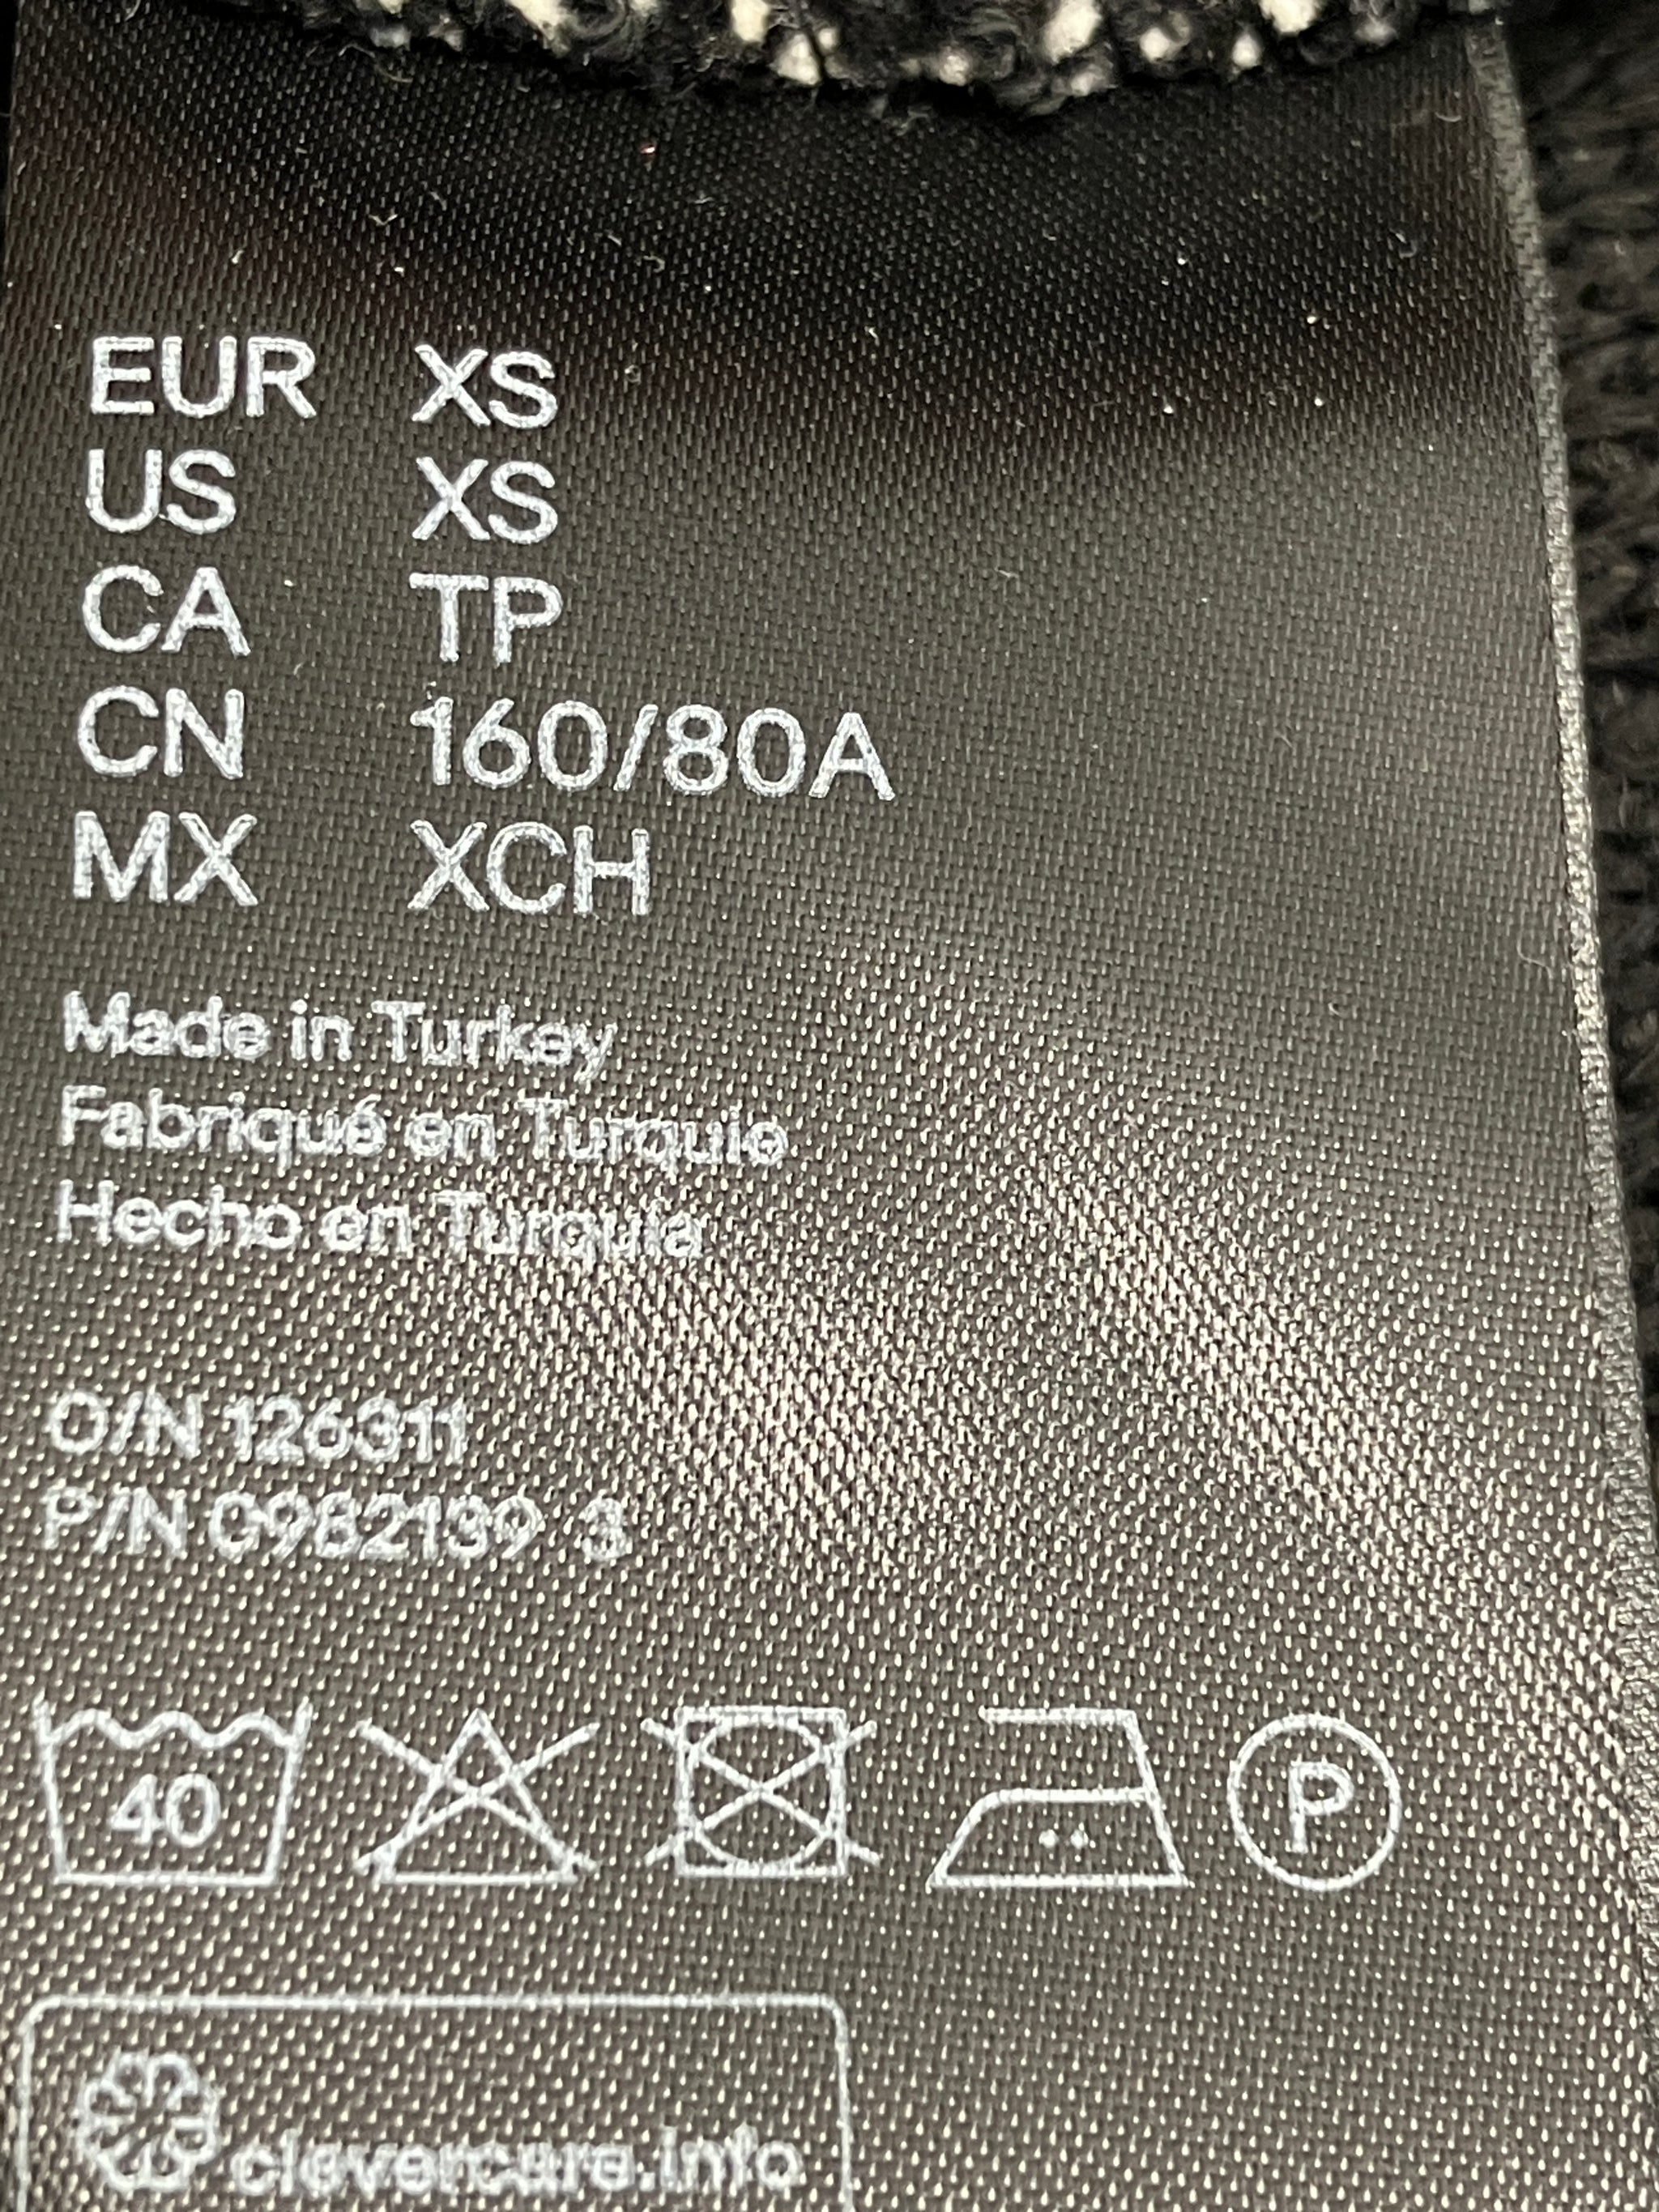 EUR XS
US XS
CA TP
CN 160/80A
MX XCH
Made in Turkey
Fabriqué en Turquie
Hecho en Turquía
O/N 126311
P/N 0982139 3
40
P
clevercare.info